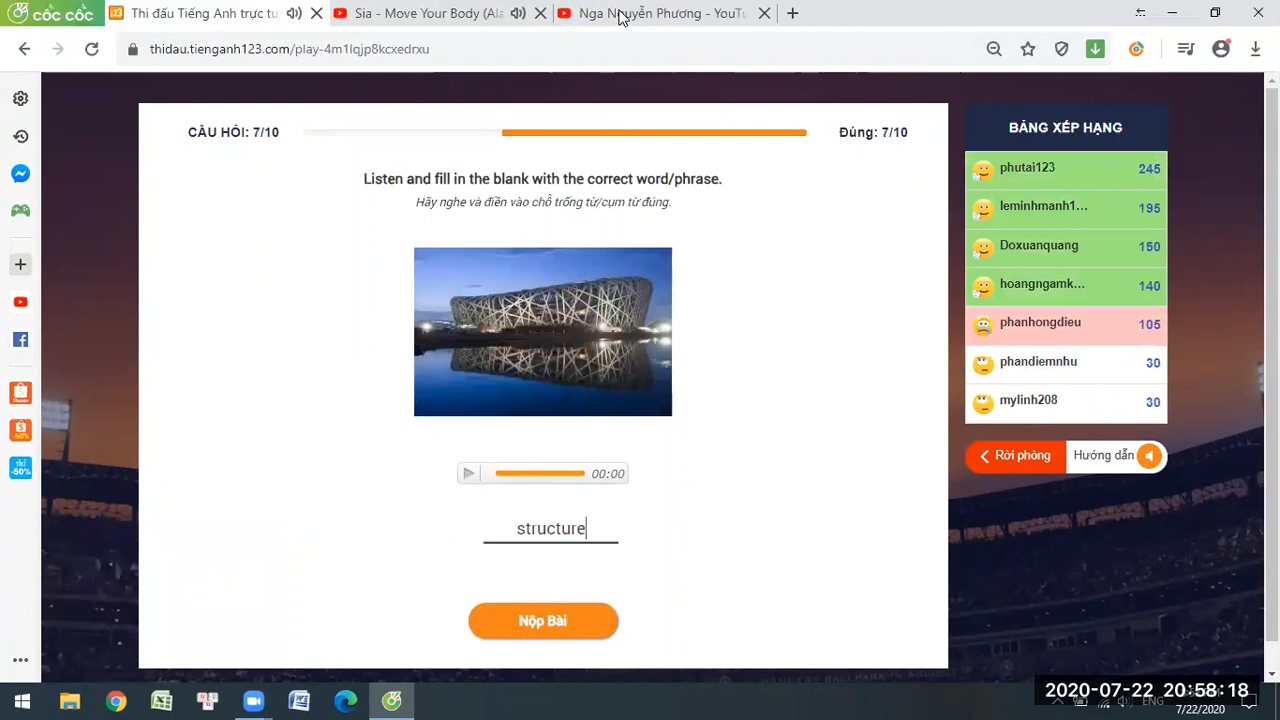 cốc cốc
123
Thi đấu Tiếng Anh trực tu
Sia - Move Your Body (Ala
Nga Nguyễn Phương - YouTu
thidau.tienganh123.com/play-4m1lqjp8kcxedrxu
CÂU HỎI: 7/10
Đúng: 7/10
Listen and fill in the blank with the correct word/phrase.
Hãy nghe và điền vào chỗ trống từ/cụm từ đúng.
00:00
structure
Nộp Bài
BẢNG XẾP HẠNG
phutai123 245
leminhmanh1... 195
Doxuanquang 150
hoangngamk... 140
phanhongdieu 105
phandiemnhu 30
mylinh208 30
Rời phòng
Hướng dẫn
-50%
2020-07-22 20:58:18
ENG
7/22/2020